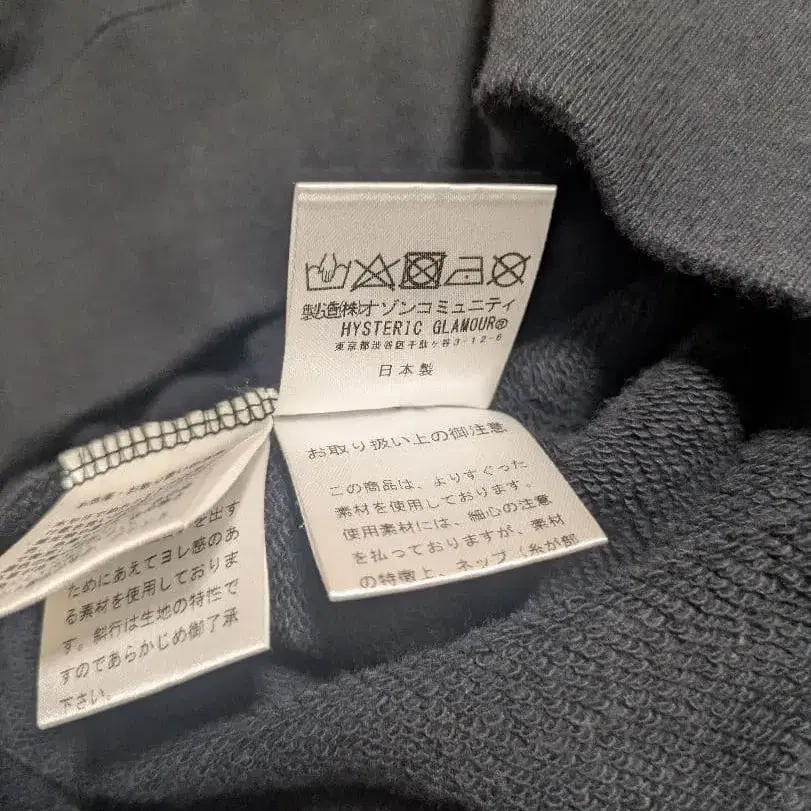 製造(株)オゾンコミュニティ
HYSTERIC GLAMOUR®
東京都渋谷区千駄ヶ谷3-12-6
日本製
お取り扱い上の御注意
この商品は、よりすぐった
素材を使用しております。
使用素材には、細心の注意
を払っておりますが、素材
の特徴上、ネップ(糸が部
を出す
ためにあえてヨレ感のあ
る素材を使用しておりま
す。斜行は生地の特性で
すのであらかじめ御了承
下さい。